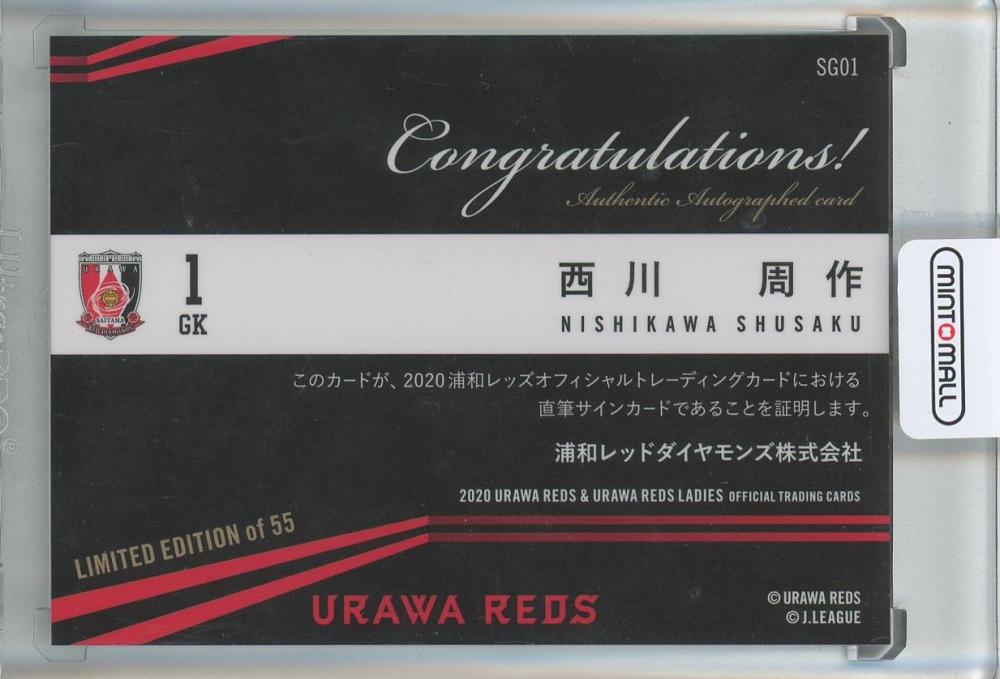 SG01
Congratulations!
Authentic Autographed card
URAWA
SAITAMA
RED DIAMONDS
1
GK
西川 周作
NISHIKAWA SHUSAKU
このカードが、2020浦和レッズオフィシャルトレーディングカードにおける
直筆サインカードであることを証明します。
浦和レッドダイヤモンズ株式会社
2020 URAWA REDS & URAWA REDS LADIES OFFICIAL TRADING CARDS
LIMITED EDITION of 55
URAWA REDS
© URAWA REDS
© J.LEAGUE
MINTOMALL